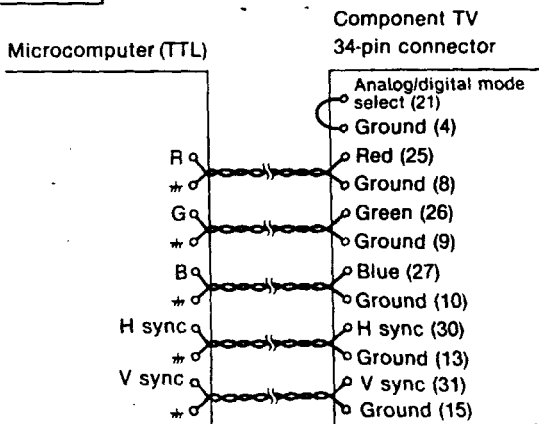 Component TV
Microcomputer (TTL)
34-pin connector
Analog/digital mode
select (21)
Ground (4)
R
Red (25)
Ground (8)
G
Green (26)
Ground (9)
B
Blue (27)
Ground (10)
H sync
H sync (30)
Ground (13)
V sync
V sync (31)
Ground (15)